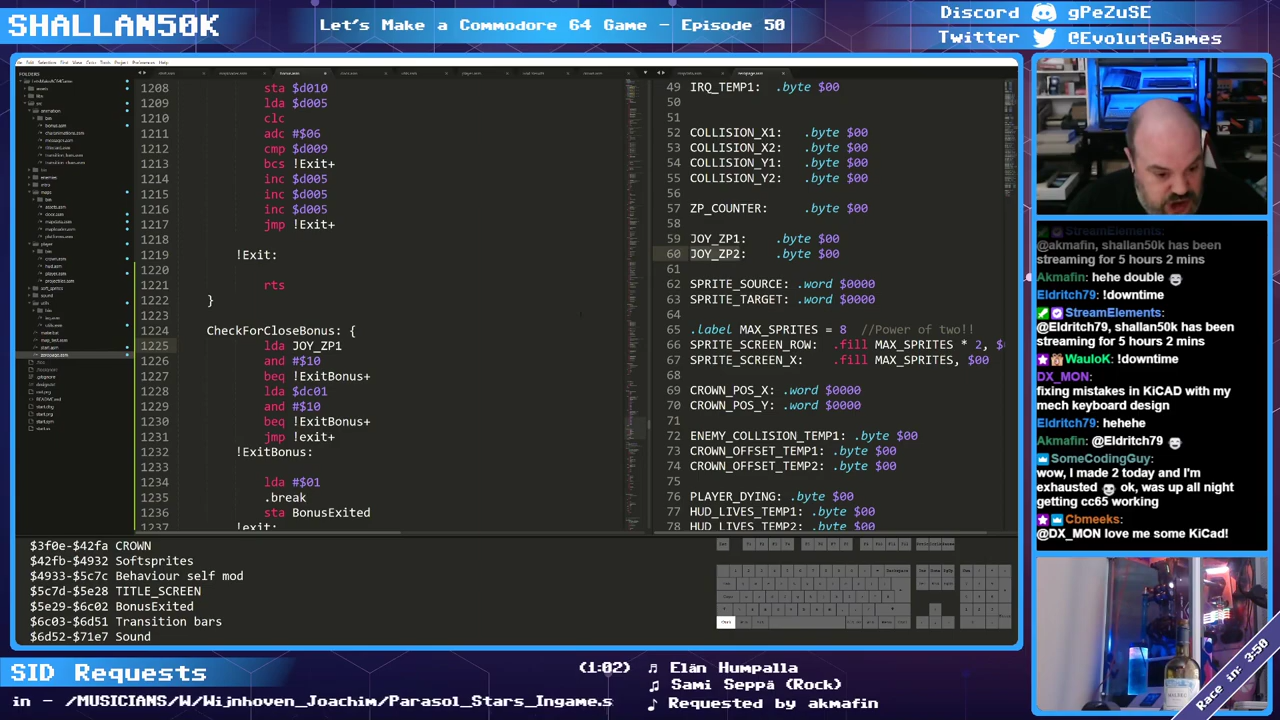 SHALLAN50K
Let's Make a Commodore 64 Game - Episode 50
Discord gPeZuSE
Twitter @EvoluteGames
FOLDERS
1208 sta $d010
1209 lda $d005
1210 clc
1211 adc #$06
1212 cmp $d009
1213 bcs !Exit+
1214 inc $d005
1215 inc $d005
1216 inc $d005
1217 jmp !Exit+
1218
1219 !Exit:
1220
1221 rts
1222 }
1223
1224 CheckForCloseBonus: {
1225 lda JOY_ZP1
1226 and #$10
1227 beq !ExitBonus+
1228 lda $dc01
1229 and #$10
1230 beq !ExitBonus+
1231 jmp !exit+
1232 !ExitBonus:
1233
1234 lda #$01
1235 .break
1236 sta BonusExited
1237 !exit:
49 IRQ_TEMP1: .byte $00
50
51
52 COLLISION_X1: .byte $00
53 COLLISION_X2: .byte $00
54 COLLISION_Y1: .byte $00
55 COLLISION_Y2: .byte $00
56
57 ZP_COUNTER: .byte $00
58
59 JOY_ZP1: .byte $00
60 JOY_ZP2: .byte $00
61
62 SPRITE_SOURCE: .word $0000
63 SPRITE_TARGET: .word $0000
64
65 .label MAX_SPRITES = 8 //Power of two!!
66 SPRITE_SCREEN_ROW: .fill MAX_SPRITES * 2,
67 SPRITE_SCREEN_X: .fill MAX_SPRITES, $00
68
69 CROWN_POS_X: .word $0000
70 CROWN_POS_Y: .word $0000
71
72 ENEMY_COLLISION_TEMP1: .byte $00
73 CROWN_OFFSET_TEMP1: .byte $00
74 CROWN_OFFSET_TEMP2: .byte $00
75
76 PLAYER_DYING: .byte $00
77 HUD_LIVES_TEMP1: .byte $00
78 HUD_LIVES_TEMP2: .byte $00
$3f0e-$42fa CROWN
$42fb-$4932 Softsprites
$4933-$5c7c Behaviour self mod
$5c7d-$5e28 TITLE_SCREEN
$5e29-$6c02 BonusExited
$6c03-$6d51 Transition bars
$6d52-$71e7 Sound
StreamElements:
@akmafin, shallan50k has been
streaming for 5 hours 2 mins
Akmafin: hehe double
Eldritch79: !downtime
StreamElements:
@Eldritch79, shallan50k has been
streaming for 5 hours 2 mins
WauloK: !downtime
DX_MON:
fixing mistakes in KiCAD with my
mech keyboard design
Eldritch79: hehehe
Akmafin: @Eldritch79
SomeCodingGuy:
wow, I made 2 today and I'm
exhausted ok, was up all night
getting cc65 working
Cbmeeks:
@DX_MON love me some KiCad!
SID Requests
in - /MUSICIANS/W/Wijnhoven_Joachim/Parasol_Stars_Ingame.s
(1:02) Elän Humpalla
Sami Seppä (Rock)
Requested by akmafin
Race in: 3:50